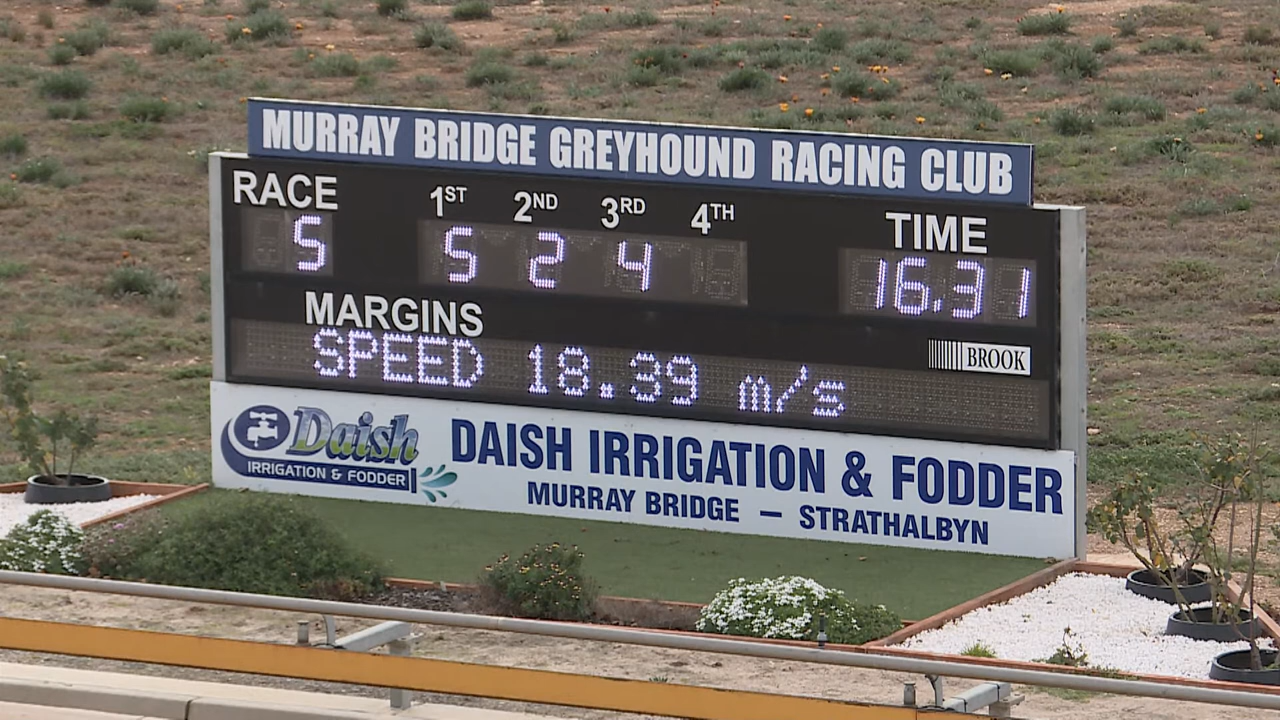 MURRAY BRIDGE GREYHOUND RACING CLUB
RACE 1ST 2ND 3RD 4TH TIME
5 5 2 4 16.31
MARGINS
BROOK
SPEED 18.39 m/s
Daish
IRRIGATION & FODDER
DAISH IRRIGATION & FODDER
MURRAY BRIDGE – STRATHALBYN